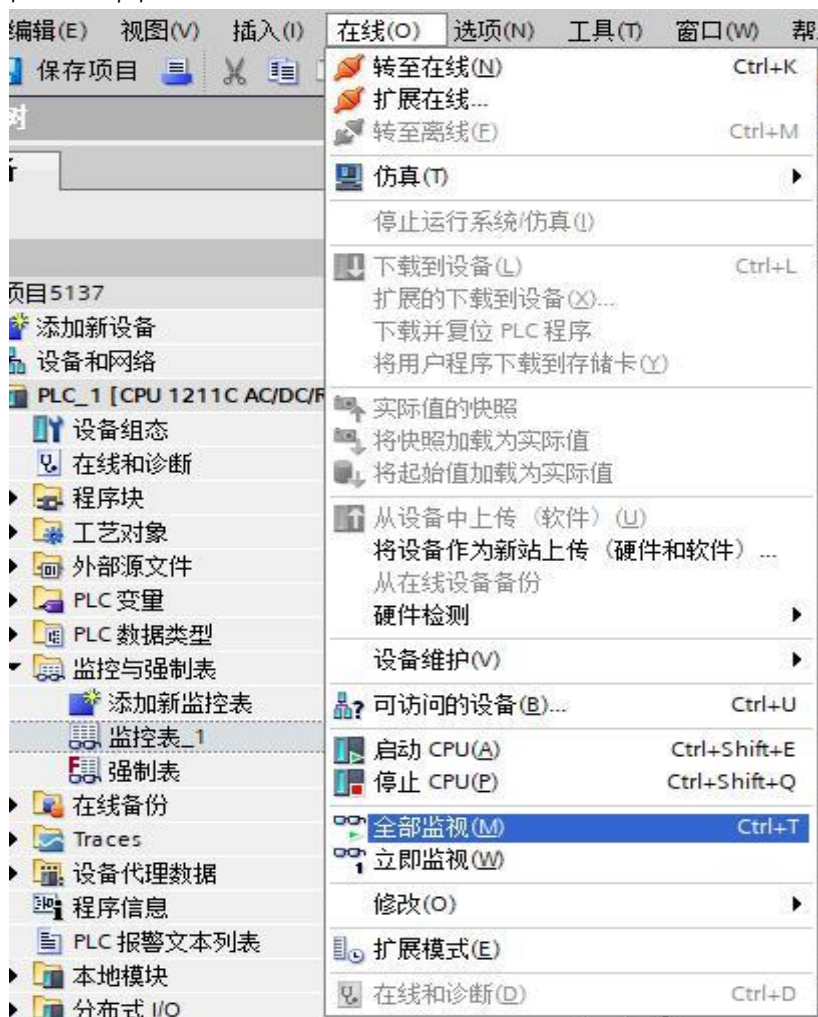 编辑(E) 视图(V) 插入(I) 在线(O) 选项(N) 工具(T) 窗口(W) 帮
保存项目
树
转至在线(N) Ctrl+K
扩展在线...
转至离线(F) Ctrl+M
仿真(T)
停止运行系统/仿真(I)
下载到设备(L) Ctrl+L
扩展的下载到设备(X)...
下载并复位 PLC 程序
将用户程序下载到存储卡(Y)
实际值的快照
将快照加载为实际值
将起始值加载为实际值
从设备中上传（软件）(U)
将设备作为新站上传（硬件和软件）...
从在线设备备份
硬件检测
设备维护(V)
可访问的设备(B)... Ctrl+U
启动 CPU(A) Ctrl+Shift+E
停止 CPU(P) Ctrl+Shift+Q
全部监视(M) Ctrl+T
立即监视(W)
修改(O)
扩展模式(E)
在线和诊断(D) Ctrl+D
项目5137
添加新设备
设备和网络
PLC_1 [CPU 1211C AC/DC/R
设备组态
在线和诊断
程序块
工艺对象
外部源文件
PLC 变量
PLC 数据类型
监控与强制表
添加新监控表
监控表_1
强制表
在线备份
Traces
设备代理数据
程序信息
PLC 报警文本列表
本地模块
分布式 I/O